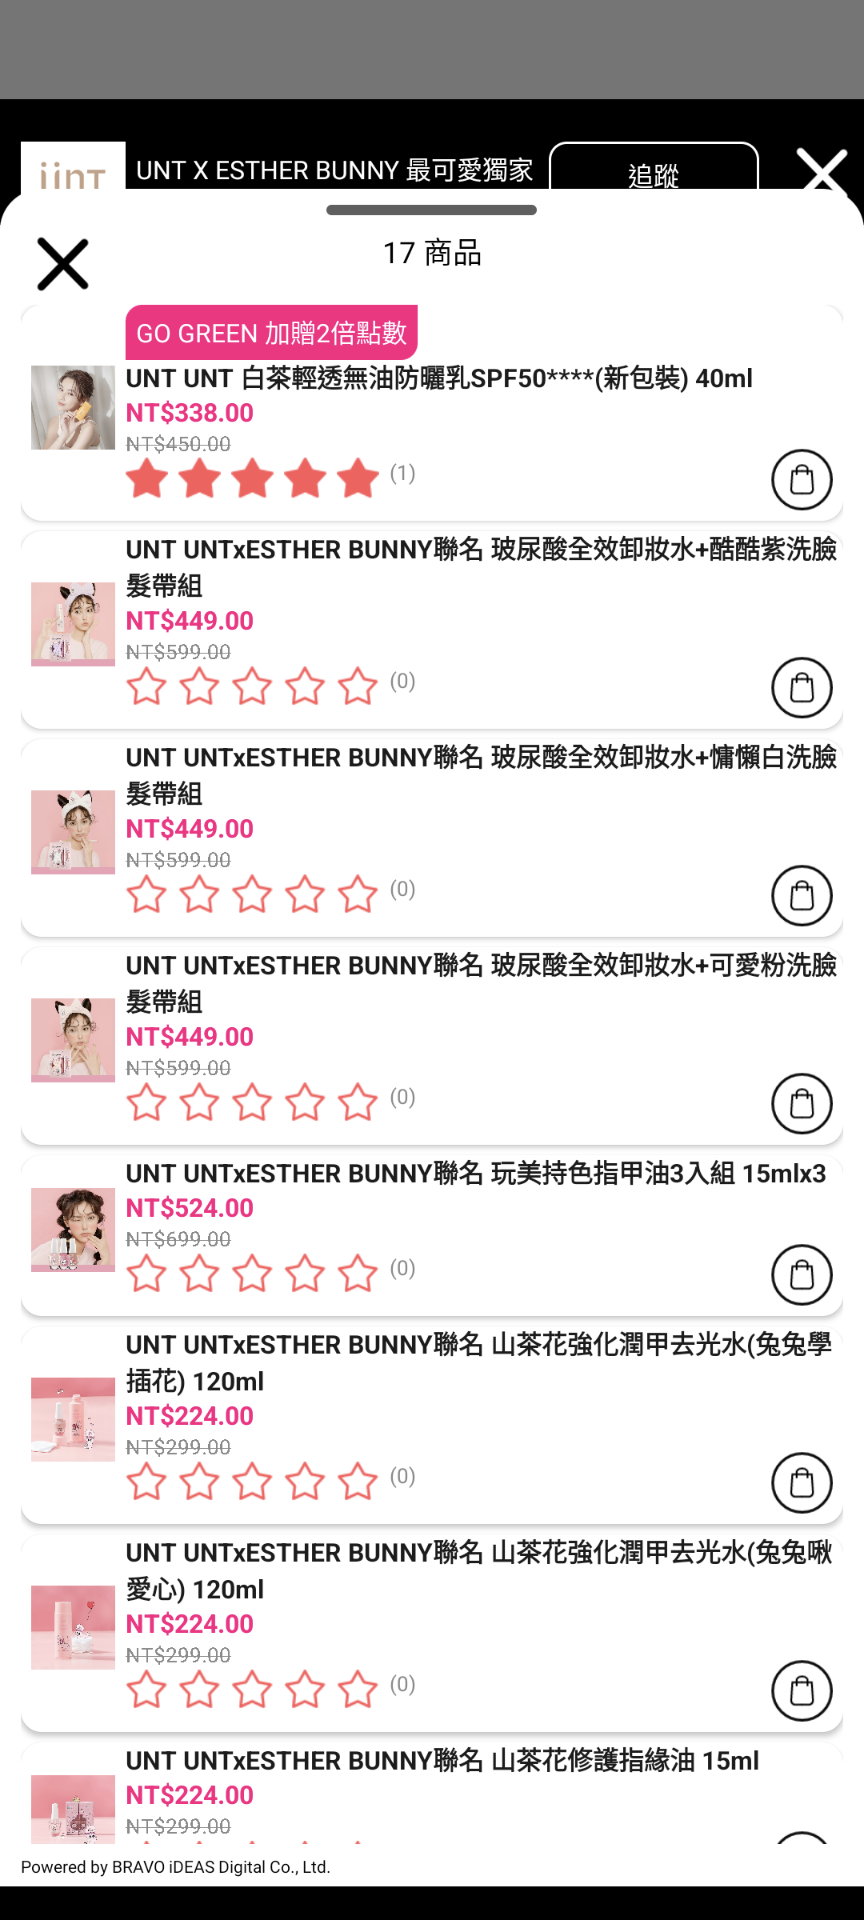 iinT
UNT X ESTHER BUNNY 最可愛獨家
追蹤
17 商品
GO GREEN 加贈2倍點數
UNT UNT 白茶輕透無油防曬乳SPF50****(新包裝) 40ml
NT$338.00
NT$450.00
(1)
UNT UNTxESTHER BUNNY聯名 玻尿酸全效卸妝水+酷酷紫洗臉
髮帶組
NT$449.00
NT$599.00
(0)
UNT UNTxESTHER BUNNY聯名 玻尿酸全效卸妝水+慵懶白洗臉
髮帶組
NT$449.00
NT$599.00
(0)
UNT UNTxESTHER BUNNY聯名 玻尿酸全效卸妝水+可愛粉洗臉
髮帶組
NT$449.00
NT$599.00
(0)
UNT UNTxESTHER BUNNY聯名 玩美持色指甲油3入組 15mlx3
NT$524.00
NT$699.00
(0)
UNT UNTxESTHER BUNNY聯名 山茶花強化潤甲去光水(兔兔學
插花) 120ml
NT$224.00
NT$299.00
(0)
UNT UNTxESTHER BUNNY聯名 山茶花強化潤甲去光水(兔兔啾
愛心) 120ml
NT$224.00
NT$299.00
(0)
UNT UNTxESTHER BUNNY聯名 山茶花修護指緣油 15ml
NT$224.00
NT$299.00
Powered by BRAVO iDEAS Digital Co., Ltd.